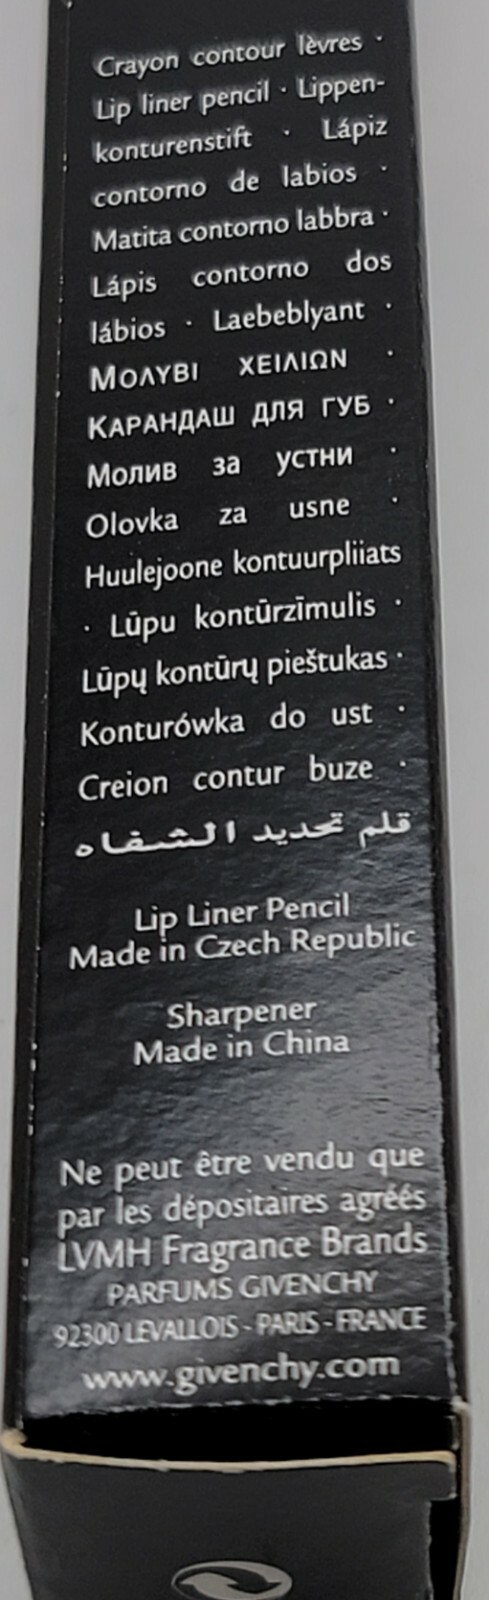 Crayon contour lèvres ·
Lip liner pencil · Lippen-
konturenstift · Lápiz
contorno de labios ·
Matita contorno labbra ·
Lápis contorno dos
lábios · Laebeblyant ·
ΜΟΛΥΒΙ ΧΕΙΛΙΩΝ ·
КАРАНДАШ ДЛЯ ГУБ ·
Молив за устни ·
Olovka za usne ·
Huulejoone kontuurpliiats
· Lūpu kontūrzīmulis ·
Lūpų kontūrų pieštukas ·
Konturówka do ust ·
Creion contur buze ·
قلم تحديد الشفاه
Lip Liner Pencil
Made in Czech Republic
Sharpener
Made in China
Ne peut être vendu que
par les dépositaires agréés
LVMH Fragrance Brands
PARFUMS GIVENCHY
92300 LEVALLOIS - PARIS - FRANCE
www.givenchy.com